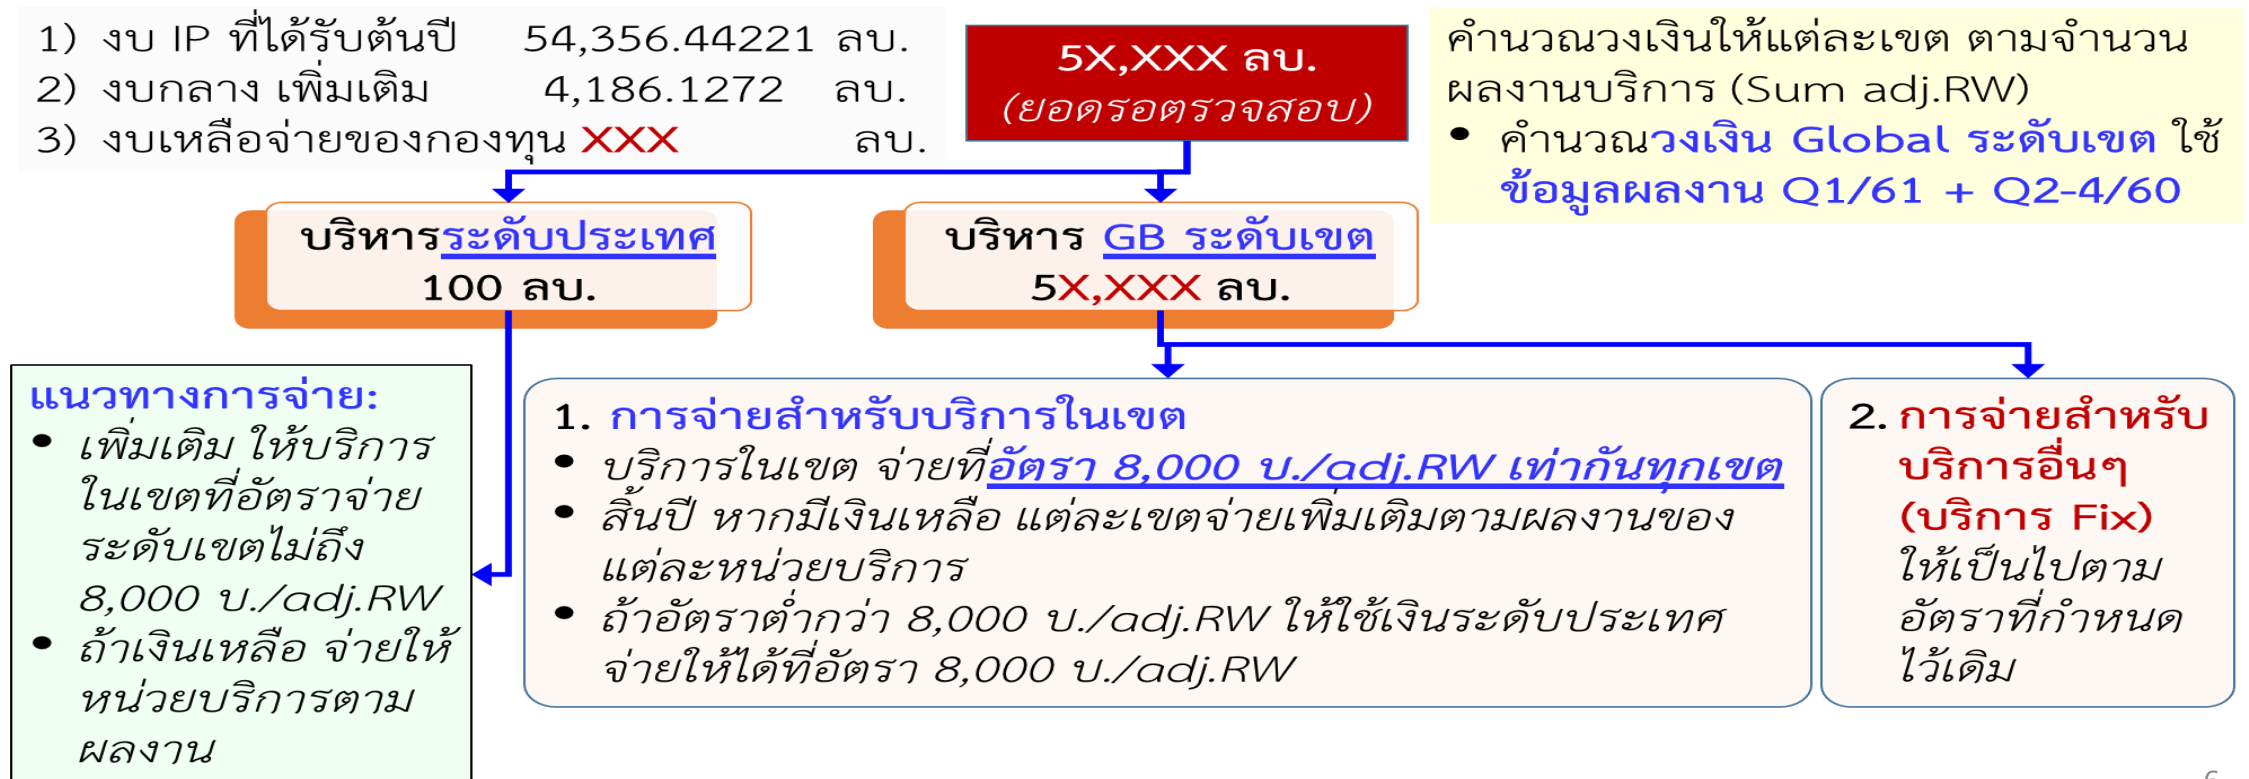 1) งบ IP ที่ได้รับต้นปี 54,356.44221 ลบ.
2) งบกลาง เพิ่มเติม 4,186.1272 ลบ.
3) งบเหลือจ่ายของกองทุน XXX ลบ.
5X,XXX ลบ.
(ยอดรอตรวจสอบ)
คำนวณวงเงินให้แต่ละเขต ตามจำนวน
ผลงานบริการ (Sum adj.RW)
• คำนวณวงเงิน Global ระดับเขต ใช้
ข้อมูลผลงาน Q1/61 + Q2-4/60
บริหารระดับประเทศ
100 ลบ.
บริหาร GB ระดับเขต
5X,XXX ลบ.
แนวทางการจ่าย:
• เพิ่มเติม ให้บริการ
ในเขตที่อัตราจ่าย
ระดับเขตไม่ถึง
8,000 บ./adj.RW
• ถ้าเงินเหลือ จ่ายให้
หน่วยบริการตาม
ผลงาน
1. การจ่ายสำหรับบริการในเขต
• บริการในเขต จ่ายที่อัตรา 8,000 บ./adj.RW เท่ากันทุกเขต
• สิ้นปี หากมีเงินเหลือ แต่ละเขตจ่ายเพิ่มเติมตามผลงานของ
แต่ละหน่วยบริการ
• ถ้าอัตราต่ำกว่า 8,000 บ./adj.RW ให้ใช้เงินระดับประเทศ
จ่ายให้ได้ที่อัตรา 8,000 บ./adj.RW
2. การจ่ายสำหรับ
บริการอื่นๆ
(บริการ Fix)
ให้เป็นไปตาม
อัตราที่กำหนด
ไว้เดิม